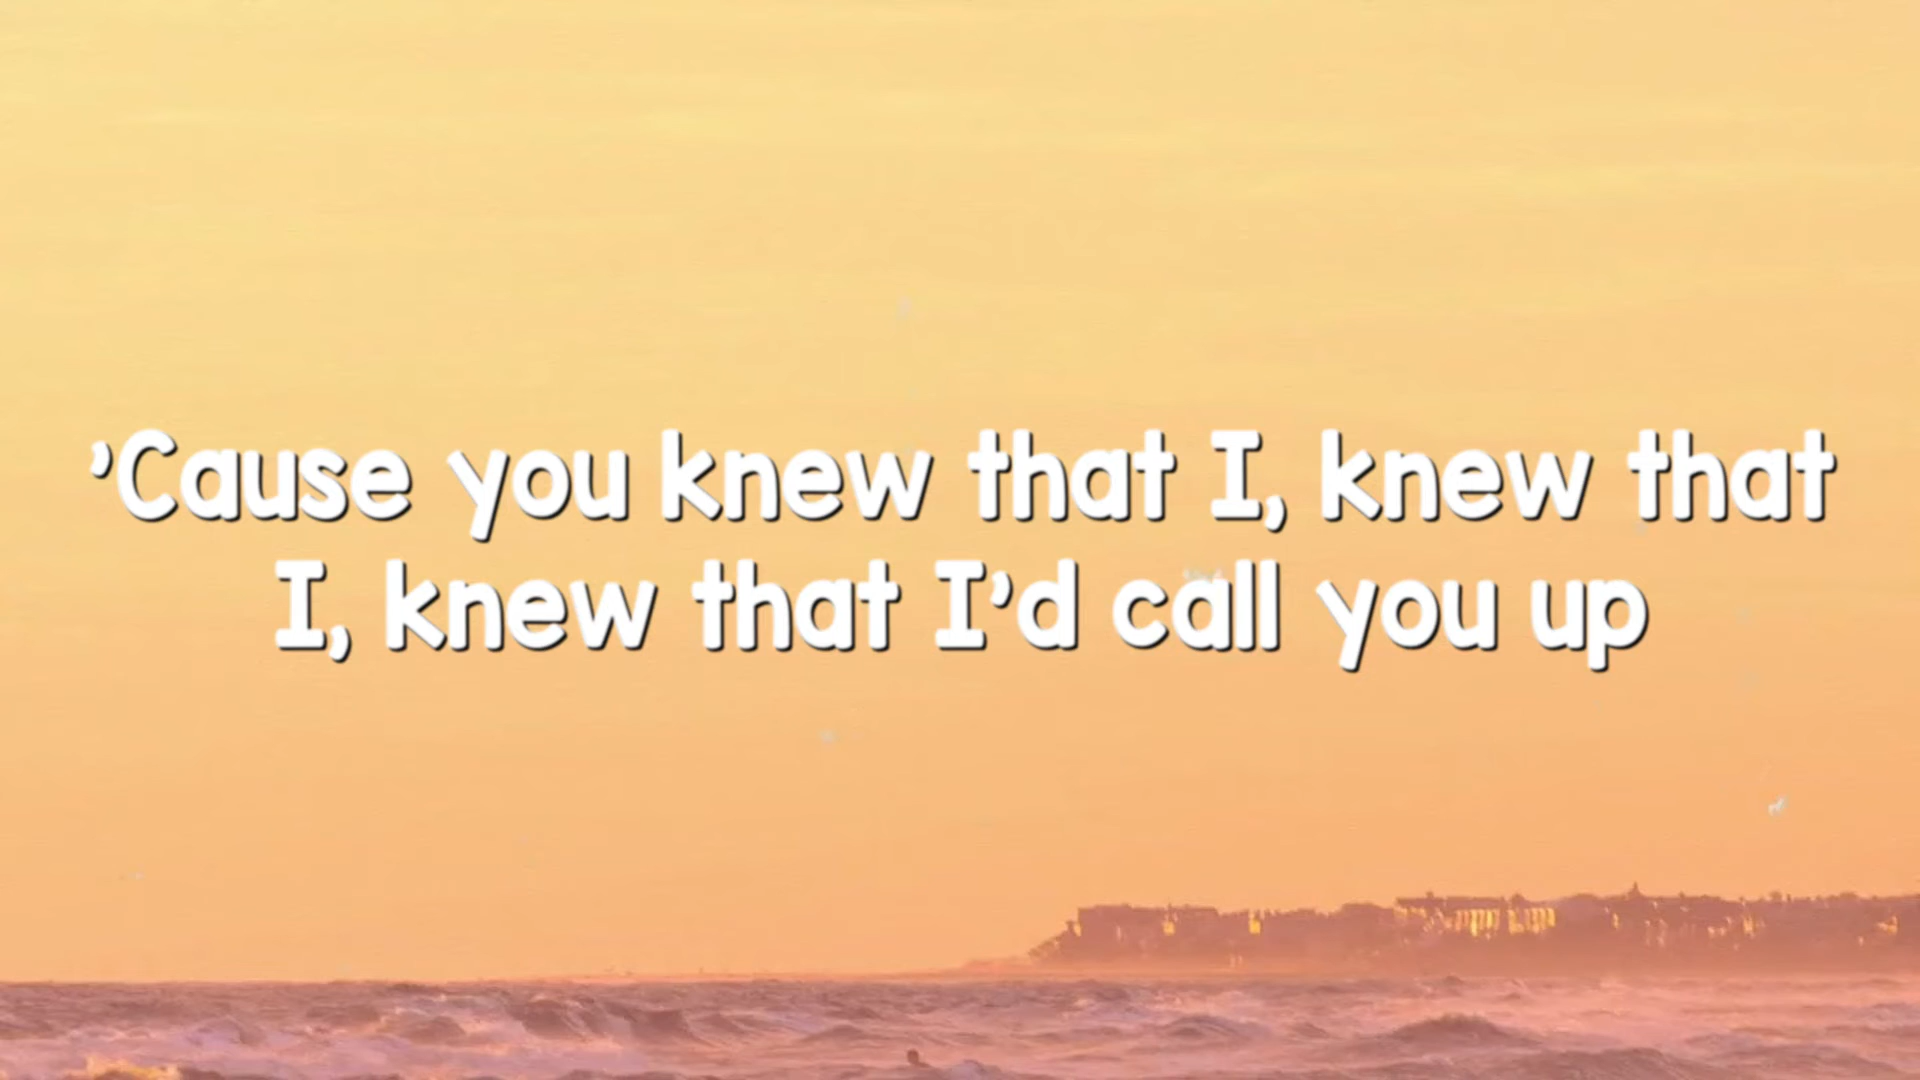 ’Cause you knew that I, knew that
I, knew that I’d call you up